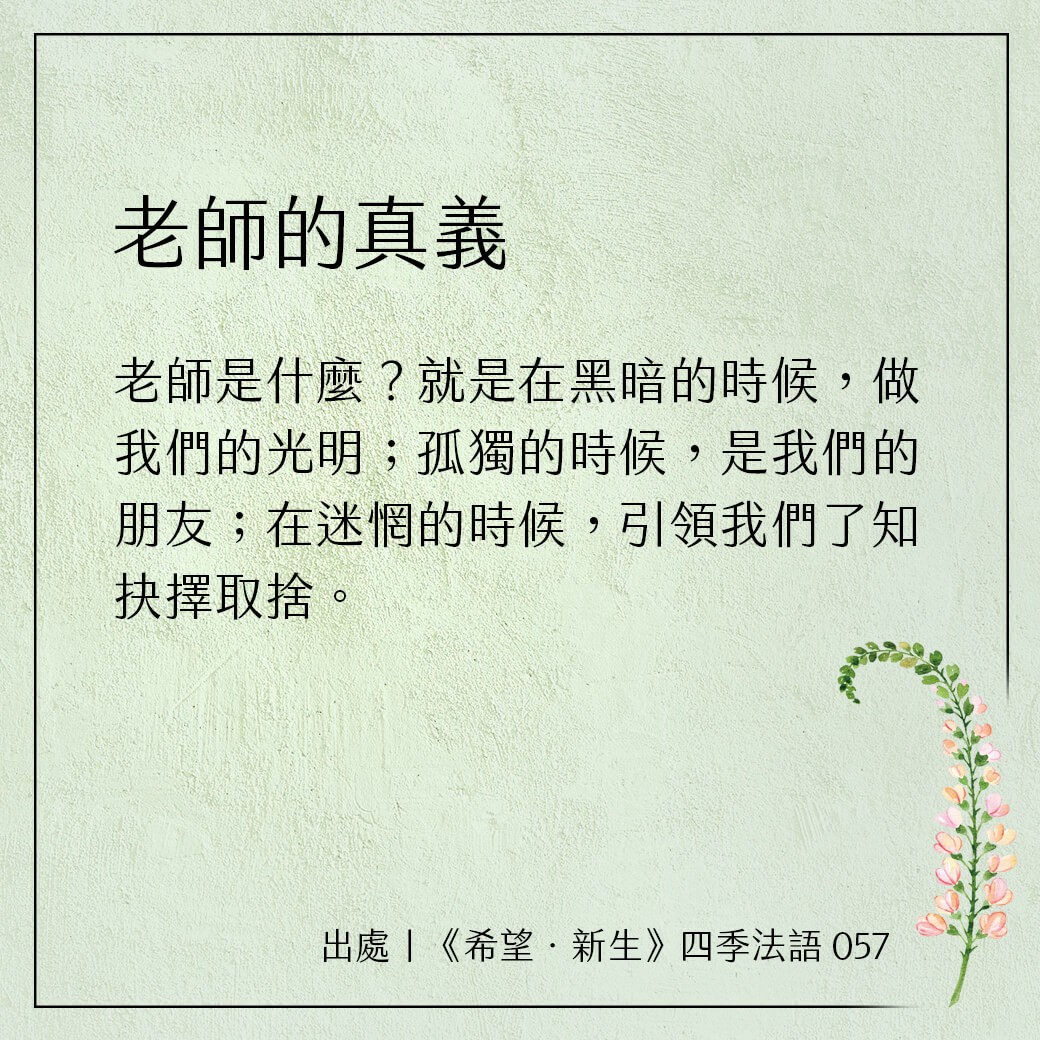 老師的真義
老師是什麼？就是在黑暗的時候，做
我們的光明；孤獨的時候，是我們的
朋友；在迷惘的時候，引領我們了知
抉擇取捨。
出處｜《希望．新生》四季法語 057